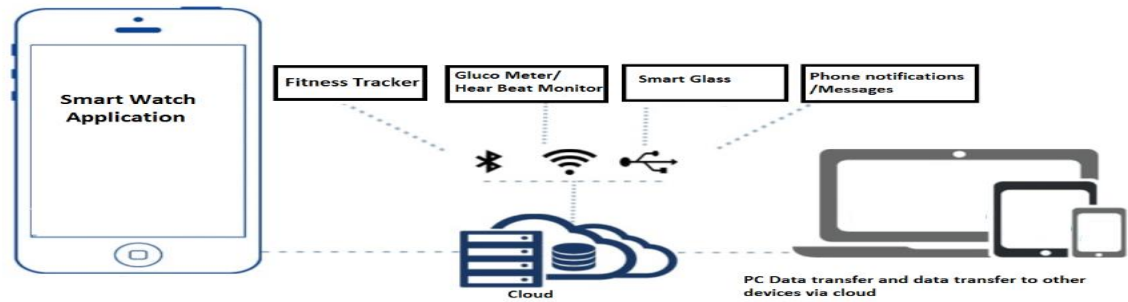 Smart Watch
Application
Fitness Tracker
Gluco Meter/
Hear Beat Monitor
Smart Glass
Phone notifications
/Messages
Cloud
PC Data transfer and data transfer to other
devices via cloud